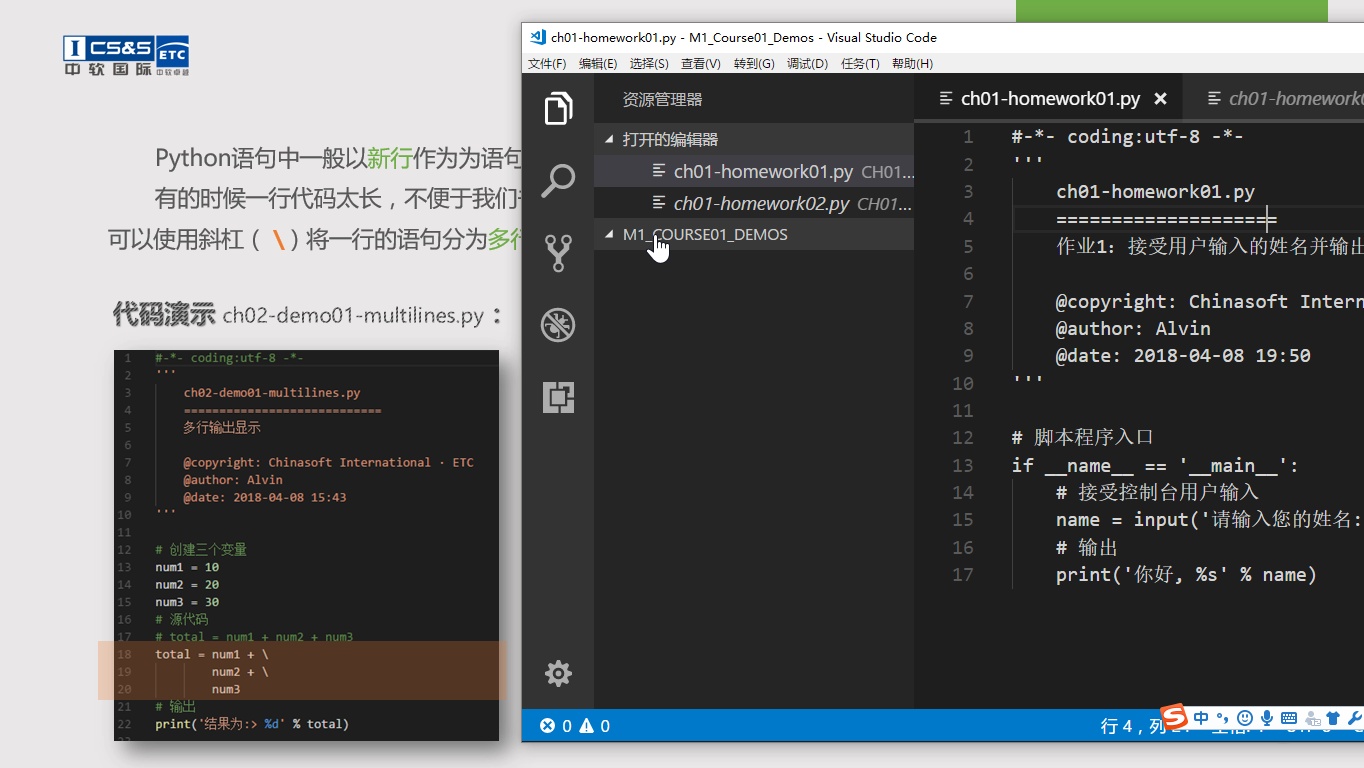 CS&S ETC
中软国际 中软卓越
Python语句中一般以新行作为为语句
有的时候一行代码太长，不便于我们
可以使用斜杠（ \ ）将一行的语句分为多行
代码演示 ch02-demo01-multilines.py：
1 #-*- coding:utf-8 -*-
2 '''
3 ch02-demo01-multilines.py
4 ============================
5 多行输出显示
6
7 @copyright: Chinasoft International · ETC
8 @author: Alvin
9 @date: 2018-04-08 15:43
10 '''
11
12 # 创建三个变量
13 num1 = 10
14 num2 = 20
15 num3 = 30
16 # 源代码
17 # total = num1 + num2 + num3
18 total = num1 + \
19 num2 + \
20 num3
21 # 输出
22 print('结果为:> %d' % total)
ch01-homework01.py - M1_Course01_Demos - Visual Studio Code
文件(F) 编辑(E) 选择(S) 查看(V) 转到(G) 调试(D) 任务(T) 帮助(H)
资源管理器
打开的编辑器
ch01-homework01.py CH01...
ch01-homework02.py CH01...
M1_COURSE01_DEMOS
ch01-homework01.py × ch01-homework
1 #-*- coding:utf-8 -*-
2 '''
3 ch01-homework01.py
4 ====================
5 作业1: 接受用户输入的姓名并输出
6
7 @copyright: Chinasoft Intern
8 @author: Alvin
9 @date: 2018-04-08 19:50
10 '''
11
12 # 脚本程序入口
13 if __name__ == '__main__':
14 # 接受控制台用户输入
15 name = input('请输入您的姓名:
16 # 输出
17 print('你好, %s' % name)
0 0 行 4，列
S 中